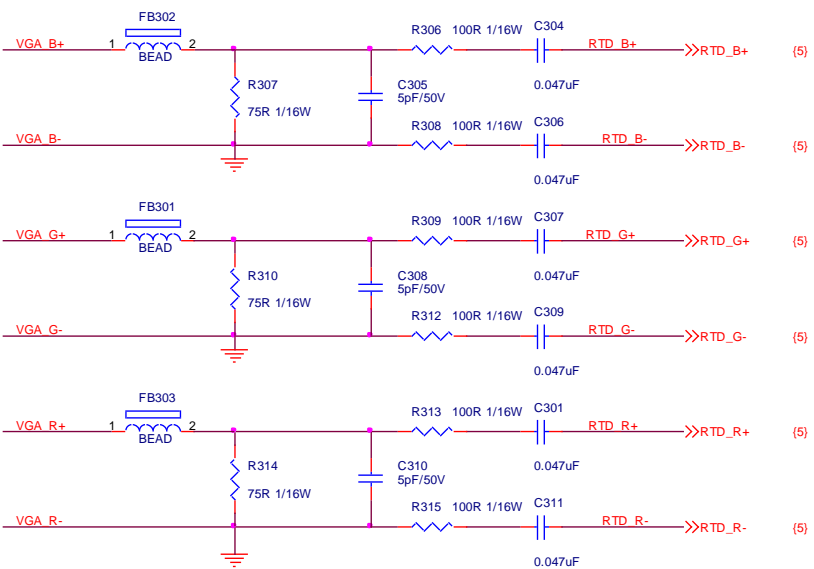 FB302
VGA_B+ 1 2
BEAD
R306 100R 1/16W C304
RTD_B+ RTD_B+ {5}
0.047uF
R307
75R 1/16W
C305
5pF/50V
VGA_B-
R308 100R 1/16W C306
RTD_B- RTD_B- {5}
0.047uF
FB301
VGA_G+ 1 2
BEAD
R309 100R 1/16W C307
RTD_G+ RTD_G+ {5}
0.047uF
R310
75R 1/16W
C308
5pF/50V
VGA_G-
R312 100R 1/16W C309
RTD_G- RTD_G- {5}
0.047uF
FB303
VGA_R+ 1 2
BEAD
R313 100R 1/16W C301
RTD_R+ RTD_R+ {5}
0.047uF
R314
75R 1/16W
C310
5pF/50V
VGA_R-
R315 100R 1/16W C311
RTD_R- RTD_R- {5}
0.047uF